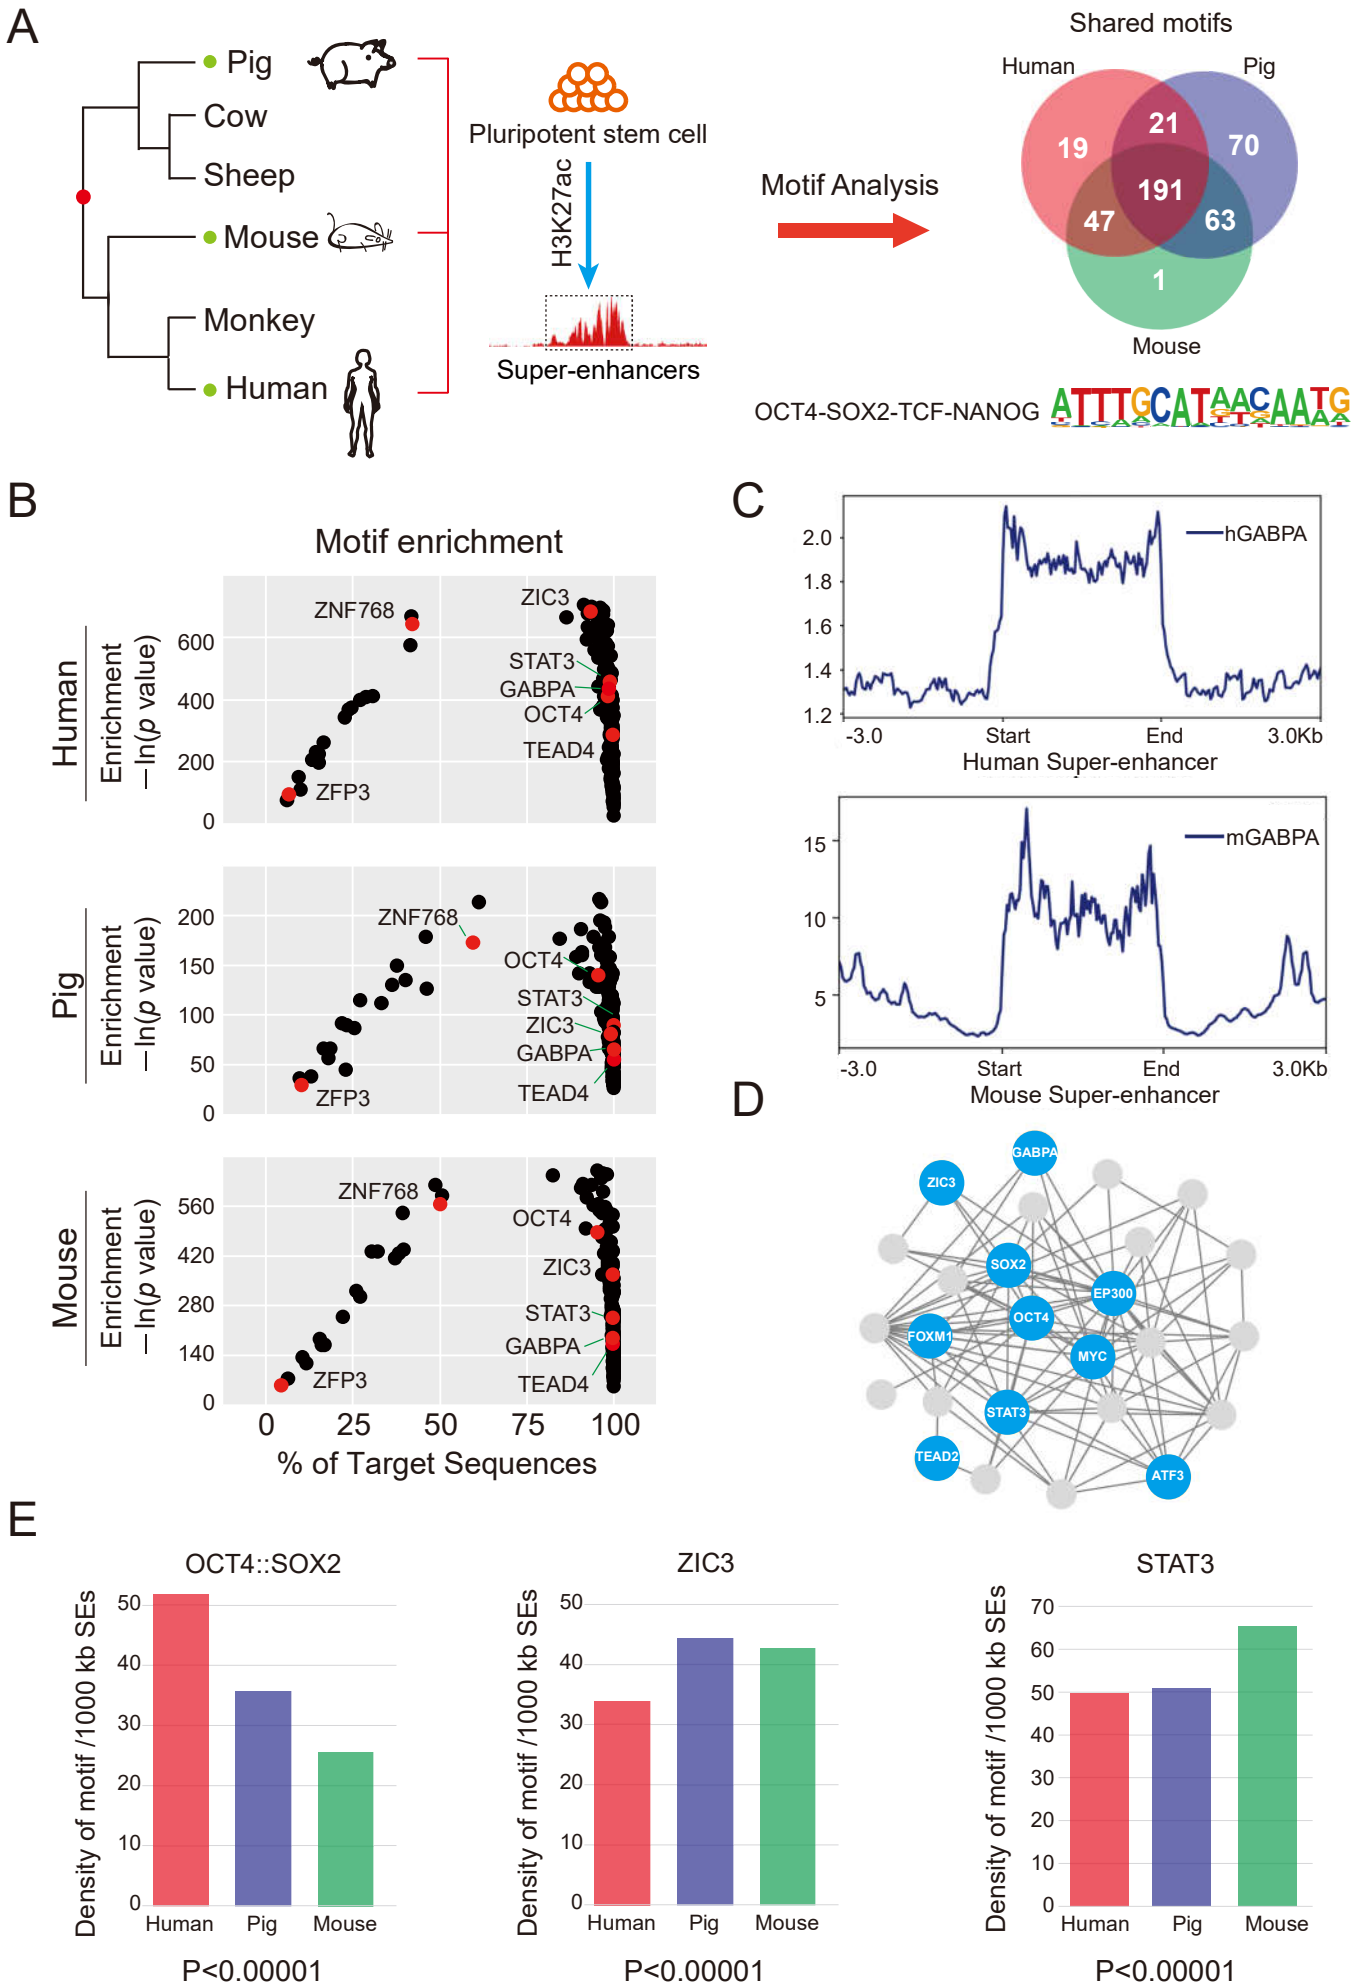 A
Pig
Cow
Sheep
Mouse
Monkey
Human
Pluripotent stem cell
H3K27ac
Super-enhancers
Motif Analysis
Shared motifs
Human
Pig
19
21
70
191
47
63
1
Mouse
OCT4-SOX2-TCF-NANOG
ATTTGCATAACAATG
B
Motif enrichment
Human
Enrichment
—ln(p value)
600
400
200
0
ZNF768
ZIC3
STAT3
GABPA
OCT4
TEAD4
ZFP3
Pig
Enrichment
—ln(p value)
200
150
100
50
0
ZNF768
OCT4
STAT3
ZIC3
GABPA
TEAD4
ZFP3
Mouse
Enrichment
—ln(p value)
560
420
280
140
0
ZNF768
OCT4
ZIC3
STAT3
GABPA
TEAD4
ZFP3
0 25 50 75 100
% of Target Sequences
C
2.0
1.8
1.6
1.4
1.2
hGABPA
-3.0 Start End 3.0Kb
Human Super-enhancer
15
10
5
mGABPA
-3.0 Start End 3.0Kb
Mouse Super-enhancer
D
GABPA
ZIC3
SOX2
EP300
OCT4
FOXM1
MYC
STAT3
TEAD2
ATF3
E
OCT4::SOX2
Density of motif /1000 kb SEs
50
40
30
20
10
0
Human Pig Mouse
P<0.00001
ZIC3
Density of motif /1000 kb SEs
50
40
30
20
10
0
Human Pig Mouse
P<0.00001
STAT3
Density of motif /1000 kb SEs
70
60
50
40
30
20
10
0
Human Pig Mouse
P<0.00001